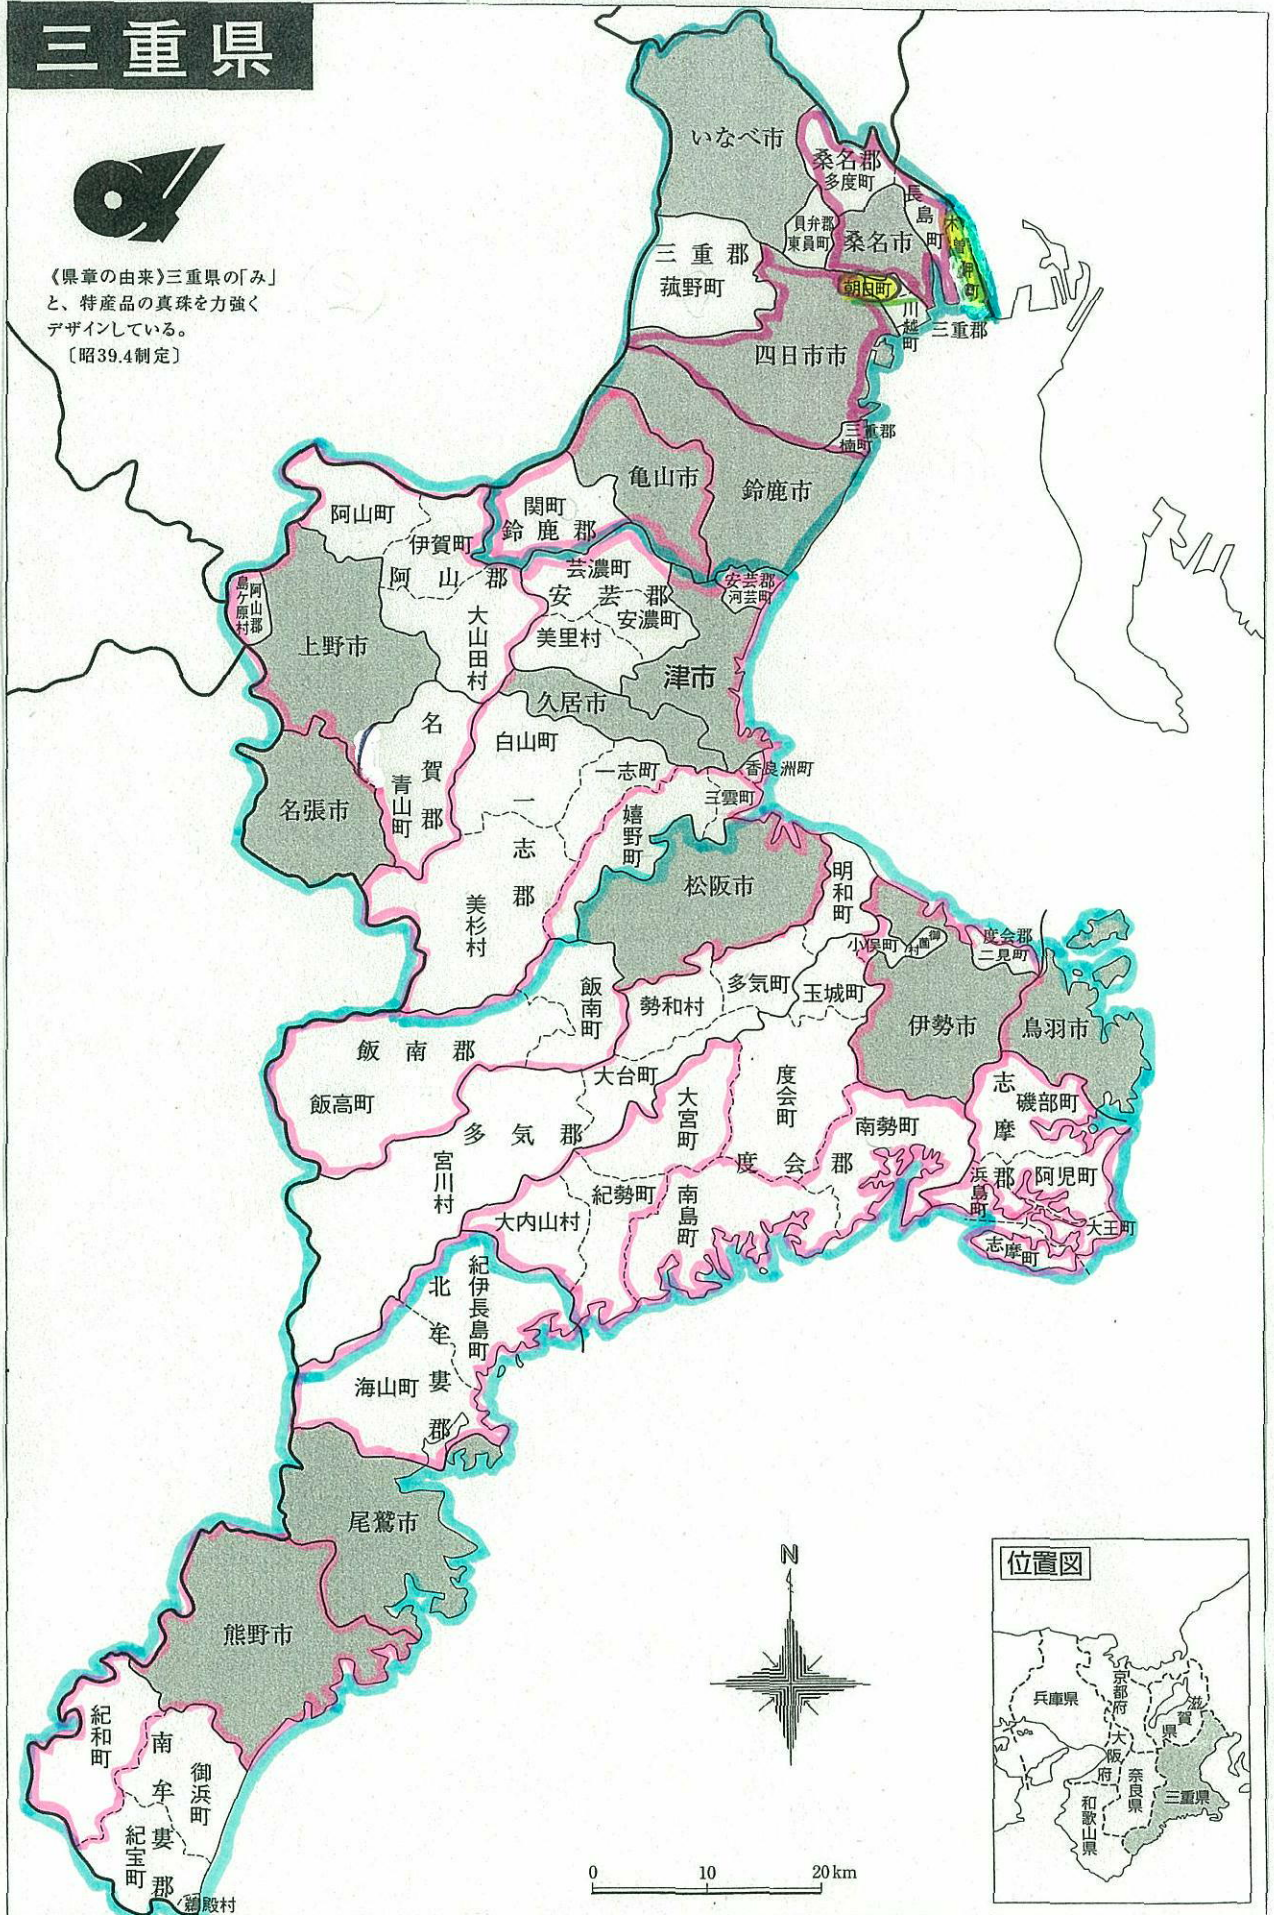 三重県
《県章の由来》三重県の「み」
と、特産品の真珠を力強く
デザインしている。
〔昭39.4制定〕
いなべ市
桑名郡
多度町
長島町
木曽岬町
員弁郡
東員町
桑名市
三重郡
菰野町
朝日町
川越町
三重郡
四日市市
三重郡
楠町
亀山市
鈴鹿市
関町
鈴鹿郡
阿山町
伊賀町
阿山郡
芸濃町
安芸郡
安濃町
美里村
安芸郡
河芸町
阿山郡
島ケ原村
上野市
大山田村
津市
久居市
名賀郡
青山町
白山町
一志町
香良洲町
三雲町
名張市
一志郡
嬉野町
松阪市
明和町
美杉村
小俣町
御薗村
度会郡
二見町
飯南町
勢和村
多気町
玉城町
伊勢市
鳥羽市
飯南郡
飯高町
大台町
大宮町
度会町
志摩郡
磯部町
多気郡
宮川村
南勢町
度会郡
浜島町
阿児町
紀勢町
南島町
大内山村
大王町
志摩町
紀伊長島町
北牟婁郡
海山町
尾鷲市
熊野市
紀和町
南牟婁郡
御浜町
紀宝町
鵜殿村
N
0 10 20km
位置図
兵庫県
京都府
滋賀県
大阪府
奈良県
三重県
和歌山県